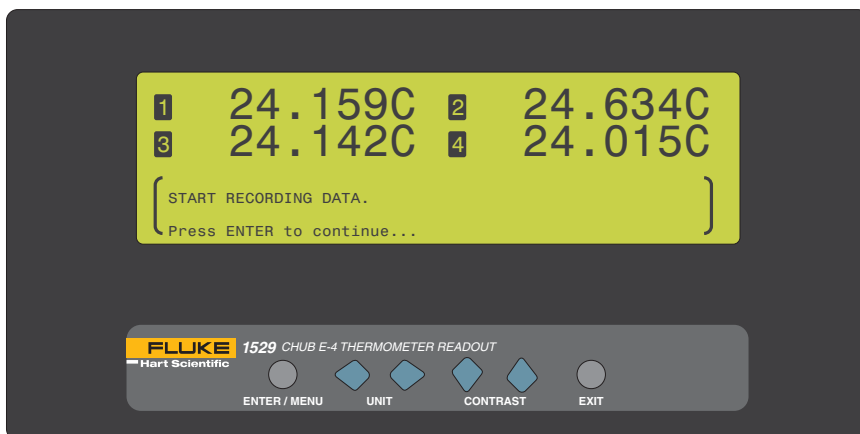 1 24.159C 2 24.634C
3 24.142C 4 24.015C
START RECORDING DATA.
Press ENTER to continue...
FLUKE 1529 CHUB E-4 THERMOMETER READOUT
Hart Scientific
ENTER / MENU UNIT CONTRAST EXIT